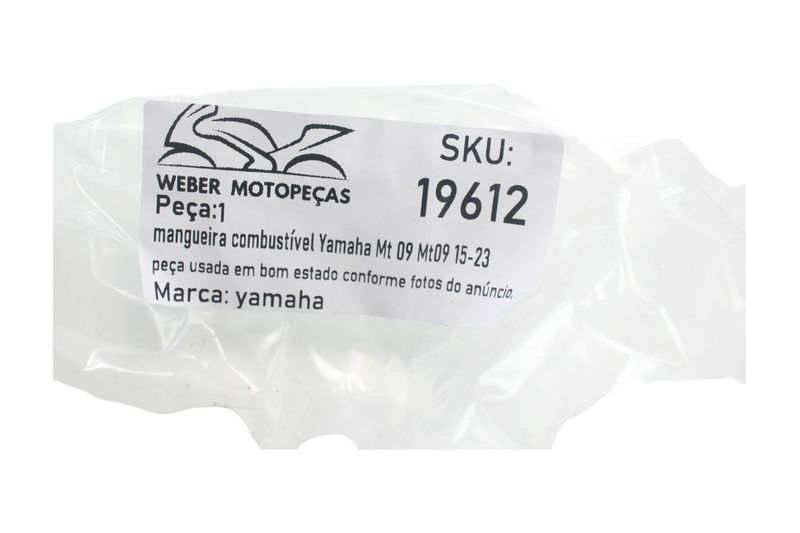 WEBER MOTOPEÇAS
SKU:
19612
Peça:1
mangueira combustível Yamaha Mt 09 Mt09 15-23
peça usada em bom estado conforme fotos do anúncio.
Marca: yamaha